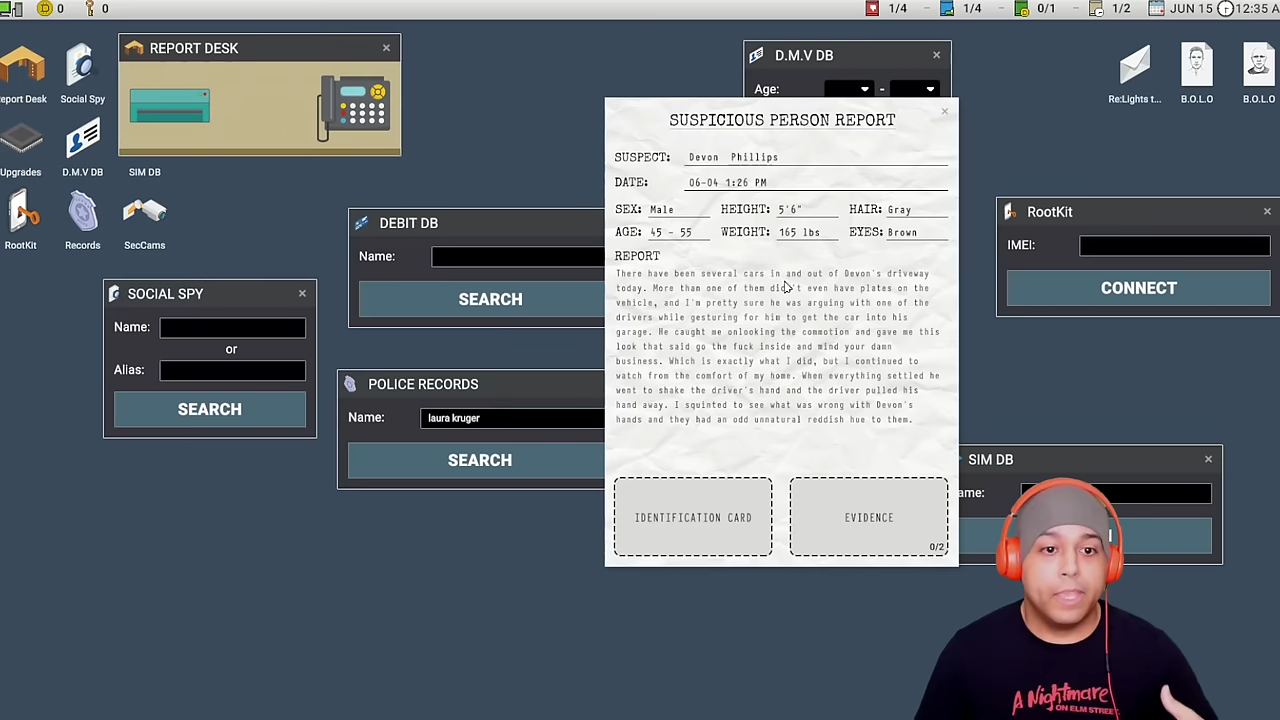 0
0
1/4
1/4
0/1
1/2
JUN 15
12:35 A
REPORT DESK
D.M.V DB
Age:
-
Report Desk
Social Spy
Re:Lights t...
B.O.L.O
B.O.L.O
Upgrades
D.M.V DB
SIM DB
RootKit
Records
SecCams
DEBIT DB
Name:
SEARCH
RootKit
IMEI:
CONNECT
SOCIAL SPY
Name:
or
Alias:
SEARCH
POLICE RECORDS
Name:
laura kruger
SEARCH
SUSPICIOUS PERSON REPORT
SUSPECT: Devon Phillips
DATE: 06-04 1:26 PM
SEX: Male HEIGHT: 5'6" HAIR: Gray
AGE: 45 - 55 WEIGHT: 165 lbs EYES: Brown
REPORT
There have been several cars in and out of Devon's driveway
today. More than one of them didn't even have plates on the
vehicle, and I'm pretty sure he was arguing with one of the
drivers while gesturing for him to get the car into his
garage. He caught me onlooking the commotion and gave me this
look that said go the fuck inside and mind your damn
business. Which is exactly what I did, but I continued to
watch from the comfort of my home. When everything settled he
went to shake the driver's hand and the driver pulled his
hand away. I squinted to see what was wrong with Devon's
hands and they had an odd unnatural reddish hue to them.
IDENTIFICATION CARD
EVIDENCE
0/2
SIM DB
ame:
A Nightmare
ON ELM STREET